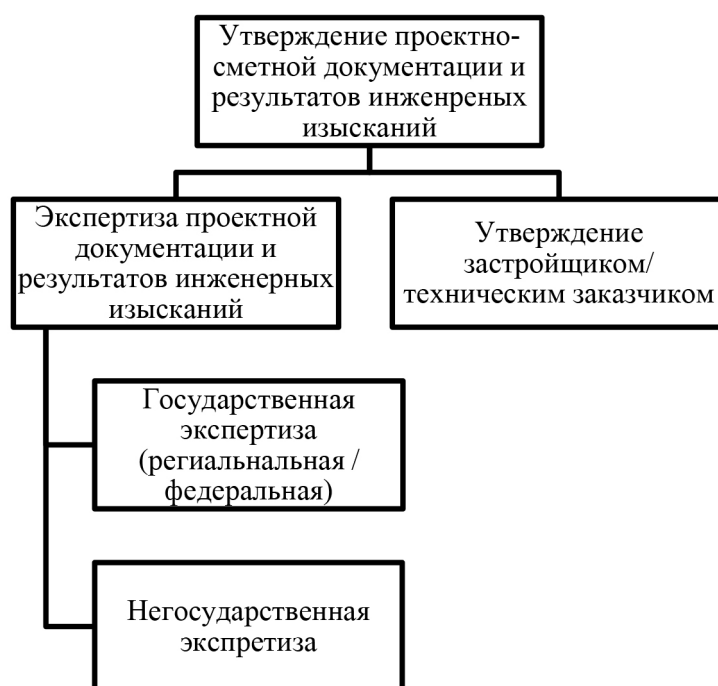 Утверждение проектно-
сметной документации и
результатов инженреных
изысканий
Экспертиза проектной
документации и
результатов инженерных
изысканий
Утверждение
застройщиком/
техническим заказчиком
Государственная
экспертиза
(региальнальная /
федеральная)
Негосударственная
экспретиза